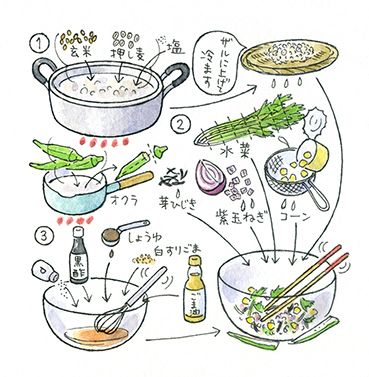 ①
玄米
押し麦
塩
ザルに上げて
冷ます
②
水菜
オクラ
芽ひじき
紫玉ねぎ
コーン
③
黒酢
しょうゆ
白すりごま
ごま油